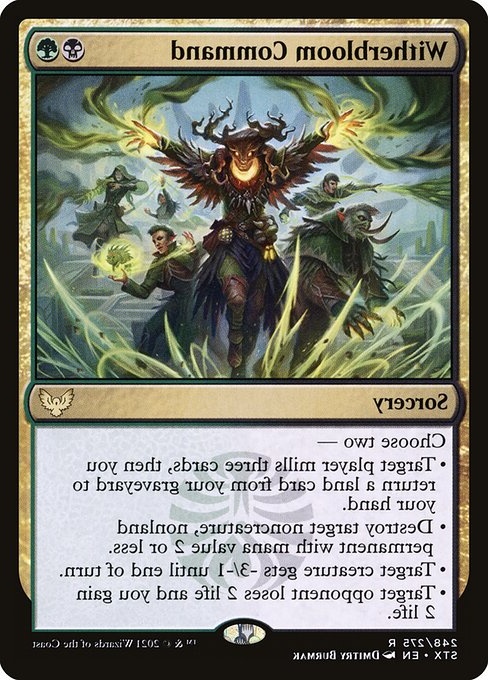 Witherbloom Command
Sorcery
Choose two —
• Target player mills three cards, then you
return a land card from your graveyard to
your hand.
• Destroy target noncreature, nonland
permanent with mana value 2 or less.
• Target creature gets -3/-1 until end of turn.
• Target opponent loses 2 life and you gain
2 life.
248/275 R
STX • EN Dmitry Burmak
™ & © 2021 Wizards of the Coast